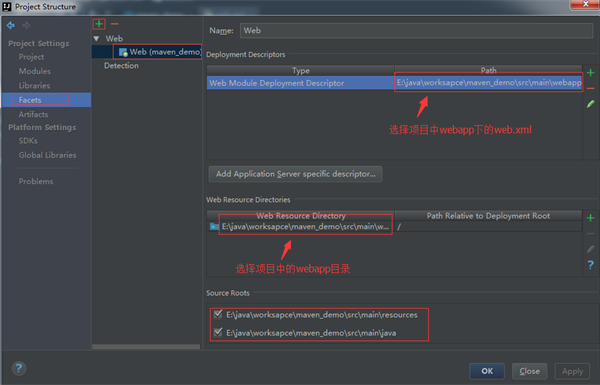 Project Structure
Project Settings
Project
Modules
Libraries
Facets
Artifacts
Platform Settings
SDKs
Global Libraries
Problems
Web
Web (maven_demo)
Detection
Name: Web
Deployment Descriptors
Type Path
Web Module Deployment Descriptor E:\java\worksapce\maven_demo\src\main\webapp
选择项目中webapp下的web.xml
Add Application Server specific descriptor...
Web Resource Directories
Web Resource Directory Path Relative to Deployment Root
E:\java\worksapce\maven_demo\src\main\w... /
选择项目中的webapp目录
Source Roots
E:\java\worksapce\maven_demo\src\main\resources
E:\java\worksapce\maven_demo\src\main\java
OK Close Apply